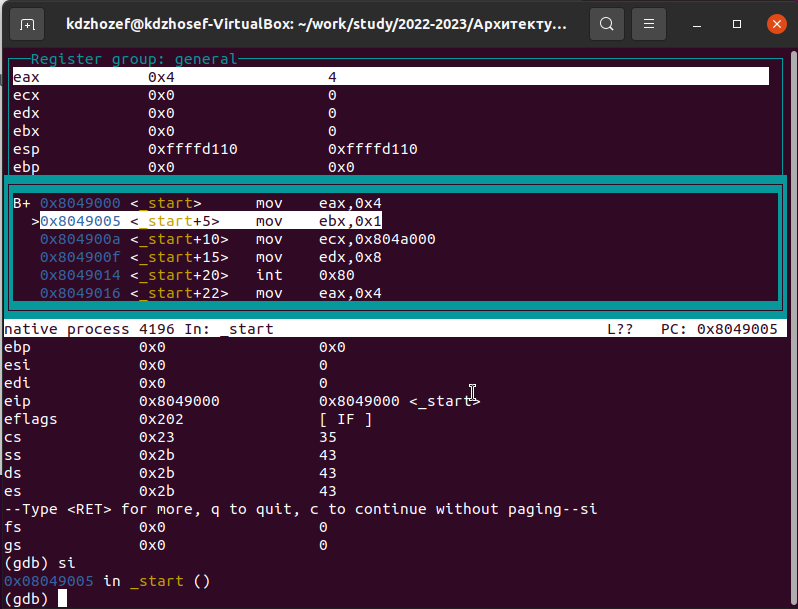 kdzhozef@kdzhosef-VirtualBox: ~/work/study/2022-2023/Архитекту...
Register group: general
eax 0x4 4
ecx 0x0 0
edx 0x0 0
ebx 0x0 0
esp 0xffffd110 0xffffd110
ebp 0x0 0x0
B+ 0x8049000 <_start> mov eax,0x4
>0x8049005 <_start+5> mov ebx,0x1
0x804900a <_start+10> mov ecx,0x804a000
0x804900f <_start+15> mov edx,0x8
0x8049014 <_start+20> int 0x80
0x8049016 <_start+22> mov eax,0x4
native process 4196 In: _start L?? PC: 0x8049005
ebp 0x0 0x0
esi 0x0 0
edi 0x0 0
eip 0x8049000 0x8049000 <_start>
eflags 0x202 [ IF ]
cs 0x23 35
ss 0x2b 43
ds 0x2b 43
es 0x2b 43
--Type <RET> for more, q to quit, c to continue without paging--si
fs 0x0 0
gs 0x0 0
(gdb) si
0x08049005 in _start ()
(gdb)